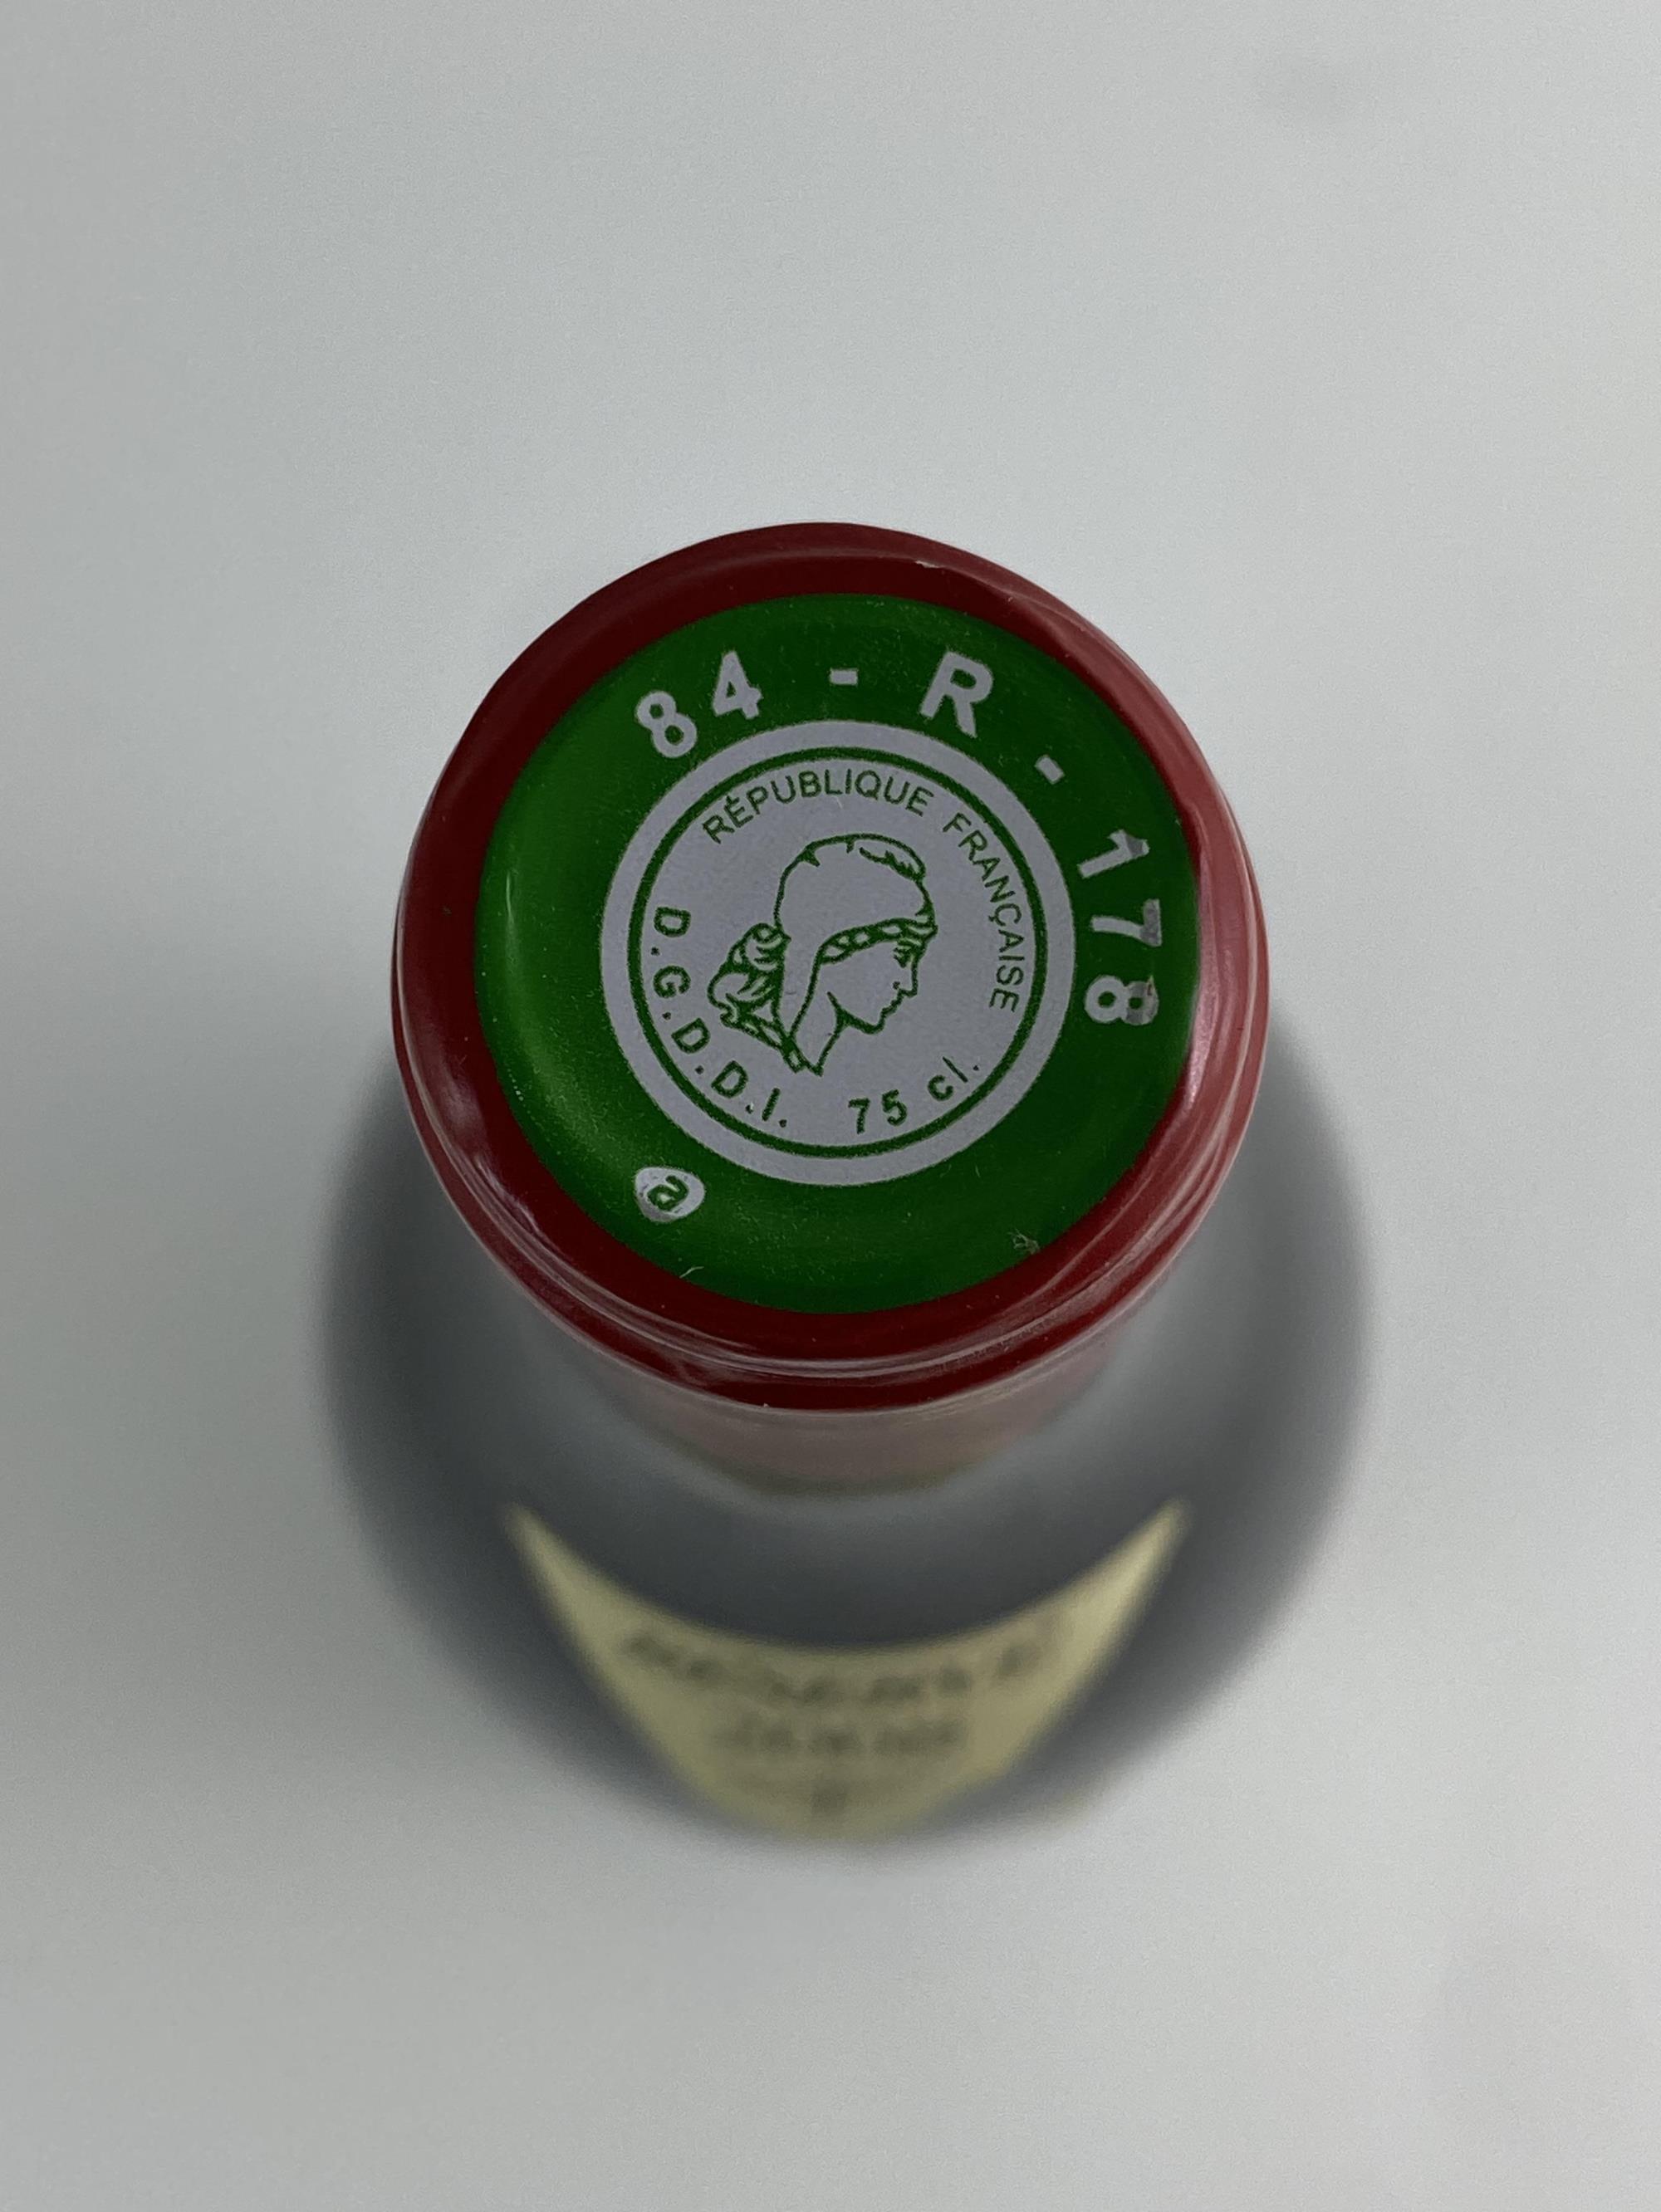 84 - R - 178
RÉPUBLIQUE FRANÇAISE
D.G.D.D.I. 75 cl.
a